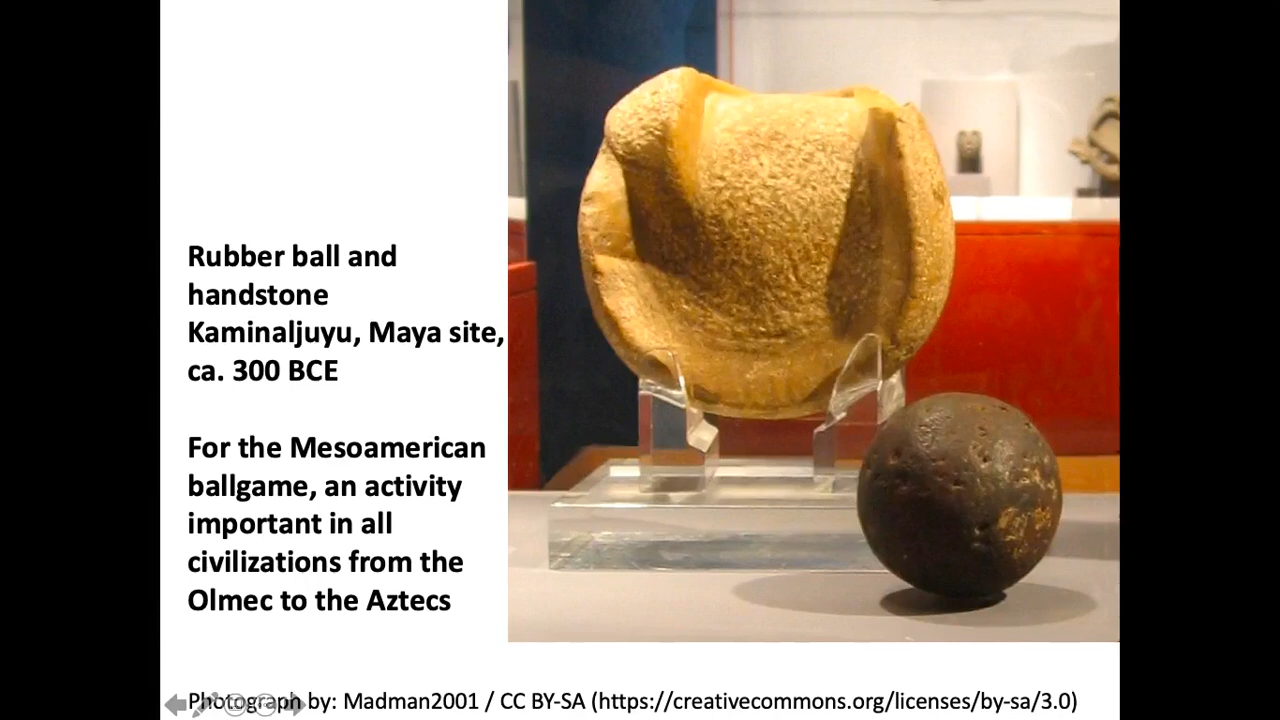 Rubber ball and
handstone
Kaminaljuyu, Maya site,
ca. 300 BCE
For the Mesoamerican
ballgame, an activity
important in all
civilizations from the
Olmec to the Aztecs
Photograph by: Madman2001 / CC BY-SA (https://creativecommons.org/licenses/by-sa/3.0)